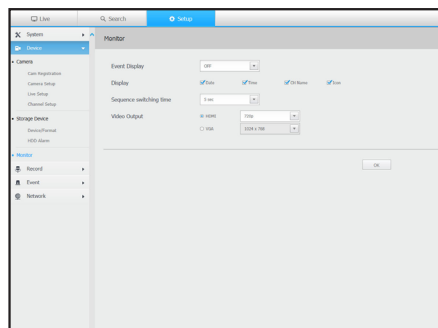 Live
Search
Setup
System
Device
Camera
Cam Registration
Camera Setup
Live Setup
Channel Setup
Storage Device
Device/Format
HDD Alarm
Monitor
Record
Event
Network
Monitor
Event Display OFF
Display Date Time CH Name Icon
Sequence switching time 5 sec
Video Output HDMI 720p
VGA 1024 x 768
OK